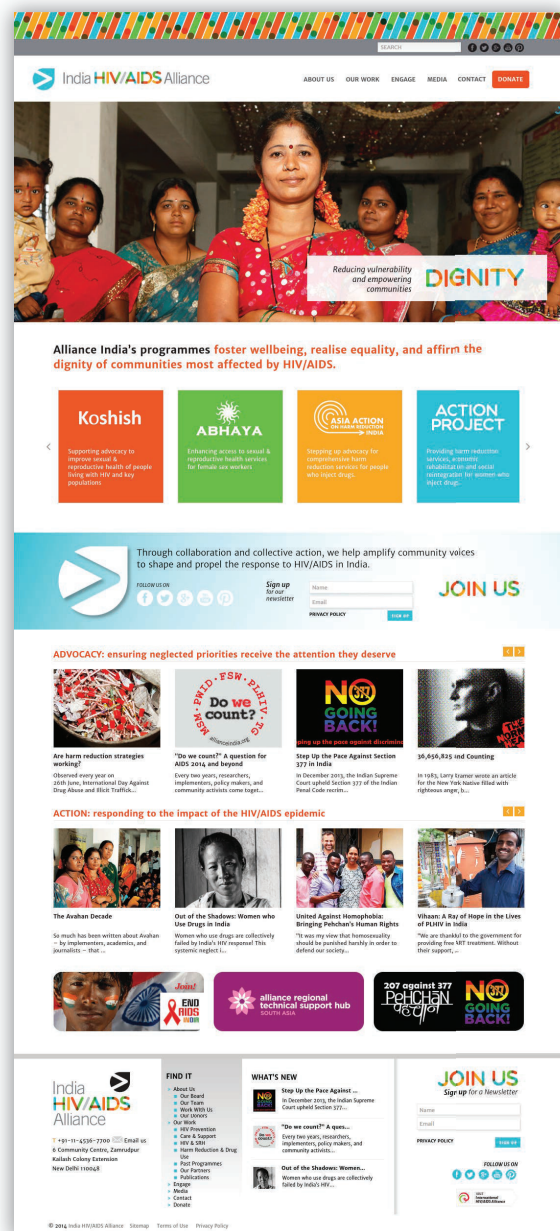 SEARCH
India HIV/AIDS Alliance
ABOUT US OUR WORK ENGAGE MEDIA CONTACT DONATE
Reducing vulnerability
and empowering
communities
DIGNITY
Alliance India's programmes foster wellbeing, realise equality, and affirm the
dignity of communities most affected by HIV/AIDS.
Koshish
Supporting advocacy to
improve sexual &
reproductive health of people
living with HIV and key
populations
ABHAYA
Enhancing access to sexual &
reproductive health services
for female sex workers
ASIA ACTION
ON HARM REDUCTION
INDIA
Stepping up advocacy for
comprehensive harm
reduction services for people
who inject drugs.
ACTION
PROJECT
Providing harm reduction
services, economic
rehabilitation and social
reintegration for women who
inject drugs.
Through collaboration and collective action, we help amplify community voices
to shape and propel the response to HIV/AIDS in India.
FOLLOW US ON
Sign up
for our
newsletter
Name
Email
PRIVACY POLICY
SIGN UP
JOIN US
ADVOCACY: ensuring neglected priorities receive the attention they deserve
MSM·PWID·FSW·PLHIV·TG
Do we
count?
allianceindia.org
NO 377
GOING
BACK!
ping up the pace against discrimin
Are harm reduction strategies
working?
Observed every year on
26th June, International Day Against
Drug Abuse and Illicit Traffick...
"Do we count?" A question for
AIDS 2014 and beyond
Every two years, researchers,
implementers, policy makers, and
community activists come toget...
Step Up the Pace Against Section
377 in India
In December 2013, the Indian Supreme
Court upheld Section 377 of the Indian
Penal Code recrim...
36,656,825 and Counting
In 1983, Larry Kramer wrote an article
for the New York Native filled with
righteous anger, b...
ACTION: responding to the impact of the HIV/AIDS epidemic
The Avahan Decade
So much has been written about Avahan
– by implementers, academics, and
journalists – that ...
Out of the Shadows: Women who
Use Drugs in India
Women who use drugs are collectively
failed by India's HIV response! This
systemic neglect i...
United Against Homophobia:
Bringing Pehchan's Human Rights
"It was my view that homosexuality
should be punished harshly in order to
defend our society...
Vihaan: A Ray of Hope in the Lives
of PLHIV in India
"We are thankful to the government for
providing free ART treatment. Without
their support, ...
Join!
END
AIDS
INDIA
alliance regional
technical support hub
SOUTH ASIA
207 against 377
PEHCHAN
पहचान
NO 377
GOING
BACK!
India
HIV/AIDS
Alliance
T +91-11-4536-7700 Email us
6 Community Centre, Zamrudpur
Kailash Colony Extension
New Delhi 110048
FIND IT
About Us
Our Board
Our Team
Work With Us
Our Donors
Our Work
HIV Prevention
Care & Support
HIV & SRH
Harm Reduction & Drug
Use
Past Programmes
Our Partners
Publications
Engage
Media
Contact
Donate
WHAT'S NEW
Step Up the Pace Against ...
In December 2013, the Indian Supreme
Court upheld Section 377...
"Do we count?" A ques...
Every two years, researchers,
implementers, policy makers, and
community activists...
Out of the Shadows: Women...
Women who use drugs are collectively
failed by India's HIV...
JOIN US
Sign up for a Newsletter
Name
Email
PRIVACY POLICY
SIGN UP
FOLLOW US ON
VISIT
International
HIV/AIDS Alliance
© 2014 India HIV/AIDS Alliance Sitemap Terms of Use Privacy Policy